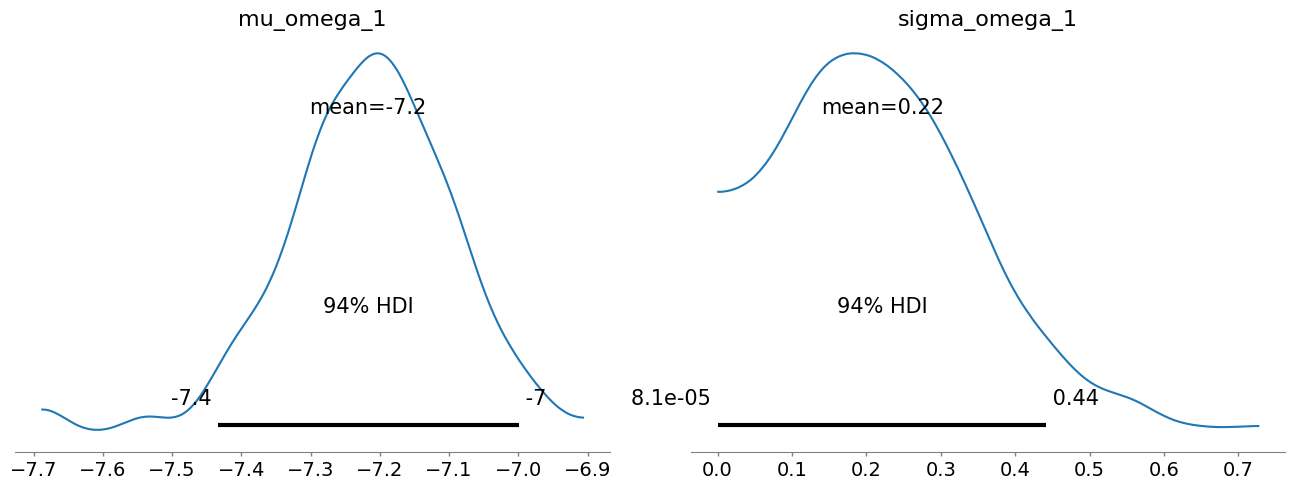 mu_omega_1
mean=-7.2
94% HDI
-7.4 -7
−7.7 −7.6 −7.5 −7.4 −7.3 −7.2 −7.1 −7.0 −6.9
sigma_omega_1
mean=0.22
94% HDI
8.1e-05 0.44
0.0 0.1 0.2 0.3 0.4 0.5 0.6 0.7